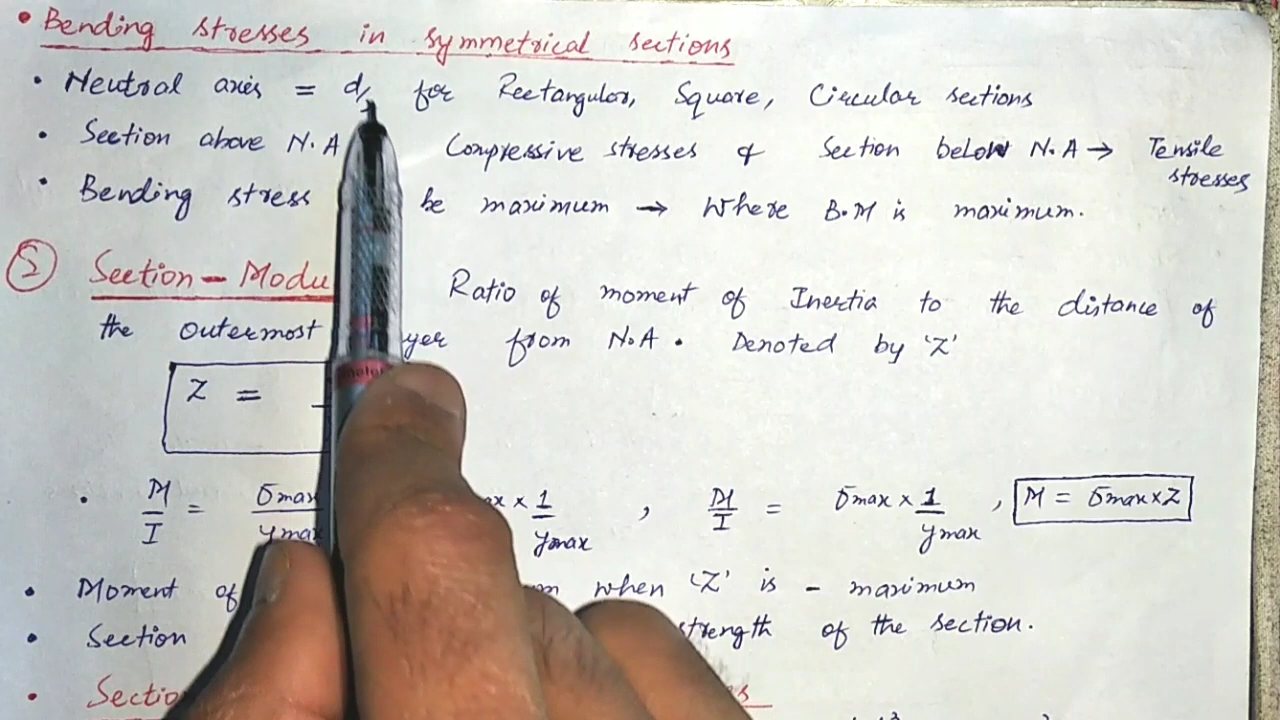 • Bending stresses in symmetrical sections
• Neutral axis = d/ for Rectangular, Square, Circular sections
• Section above N.A Compressive stresses & Section below N.A → Tensile stresses
• Bending stress be maximum → Where B.M is maximum.
② Section - Modu Ratio of moment of Inertia to the distance of
the outermost yer from N.A. Denoted by 'Z'
Z =
• M/I = σmax/ymax × 1/ymax , M/I = σmax × 1/ymax , M = σmax×Z
• Moment of when 'Z' is - maximum
• Section strength of the section.
• Sectio